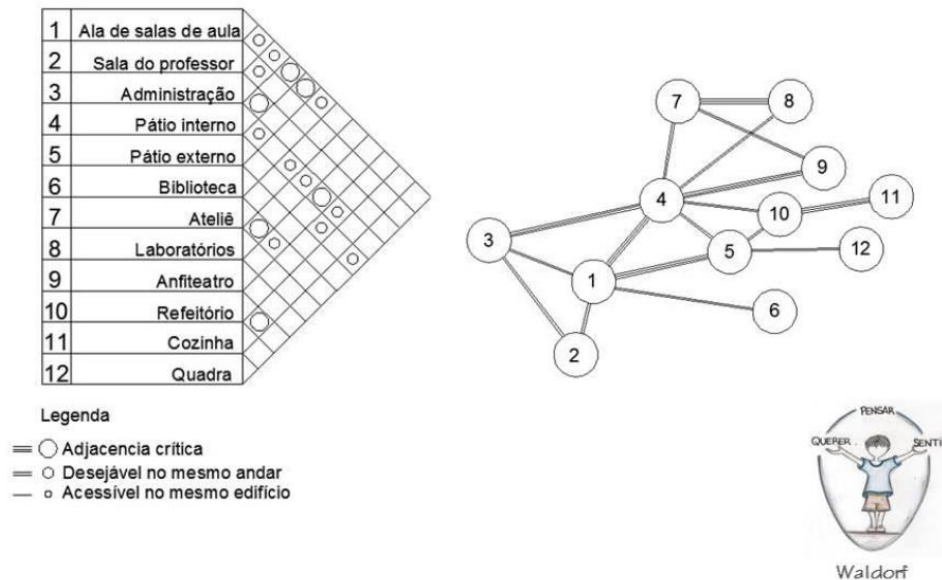 1 Ala de salas de aula
2 Sala do professor
3 Administração
4 Pátio interno
5 Pátio externo
6 Biblioteca
7 Ateliê
8 Laboratórios
9 Anfiteatro
10 Refeitório
11 Cozinha
12 Quadra
7
8
9
4
10
11
3
5
12
1
6
2
Legenda
Adjacencia crítica
Desejável no mesmo andar
Acessível no mesmo edifício
PENSAR
QUERER.
SENTI
Waldorf